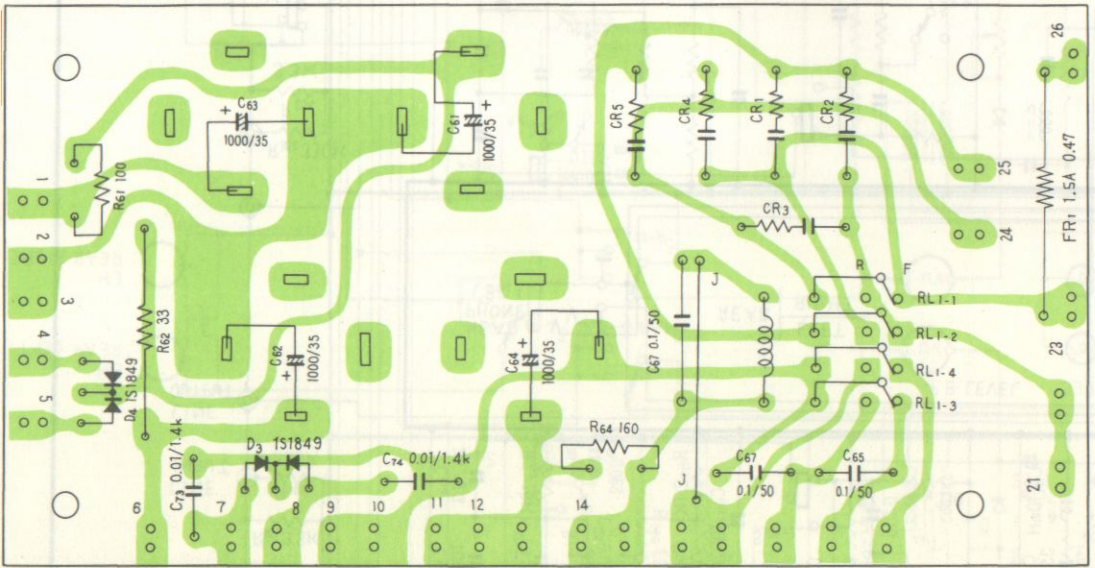 C63
1000/35
+
C61
1000/35
+
CR5
CR4
CR1
CR2
26
R61 100
1
25
FR1 1.5A 0.47
CR3
24
2
3
J
R
F
RL1-1
R62 33
C67 0.1/50
RL1-2
4
C62
1000/35
+
C64
1000/35
+
23
RL1-4
D4 1S1849
RL1-3
5
R64 160
D3 1S1849
C73 0.01/1.4k
C74 0.01/1.4k
C67
0.1/50
C65
0.1/50
J
21
6
7
8
9
10
11
12
14